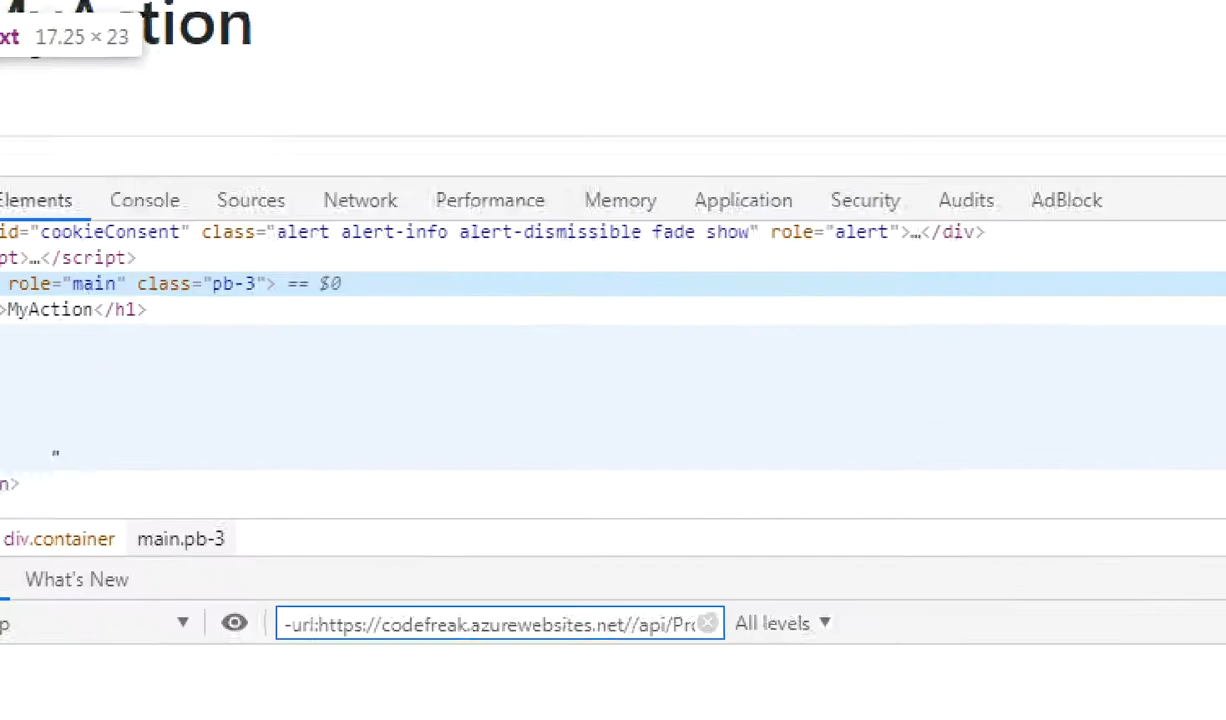 MyAction
xt 17.25 × 23
Elements Console Sources Network Performance Memory Application Security Audits AdBlock
id="cookieConsent" class="alert alert-info alert-dismissible fade show" role="alert">…</div>
pt>…</script>
role="main" class="pb-3"> == $0
>MyAction</h1>
"
n>
div.container main.pb-3
What's New
p ▼ -url:https://codefreak.azurewebsites.net//api/Pro All levels ▼